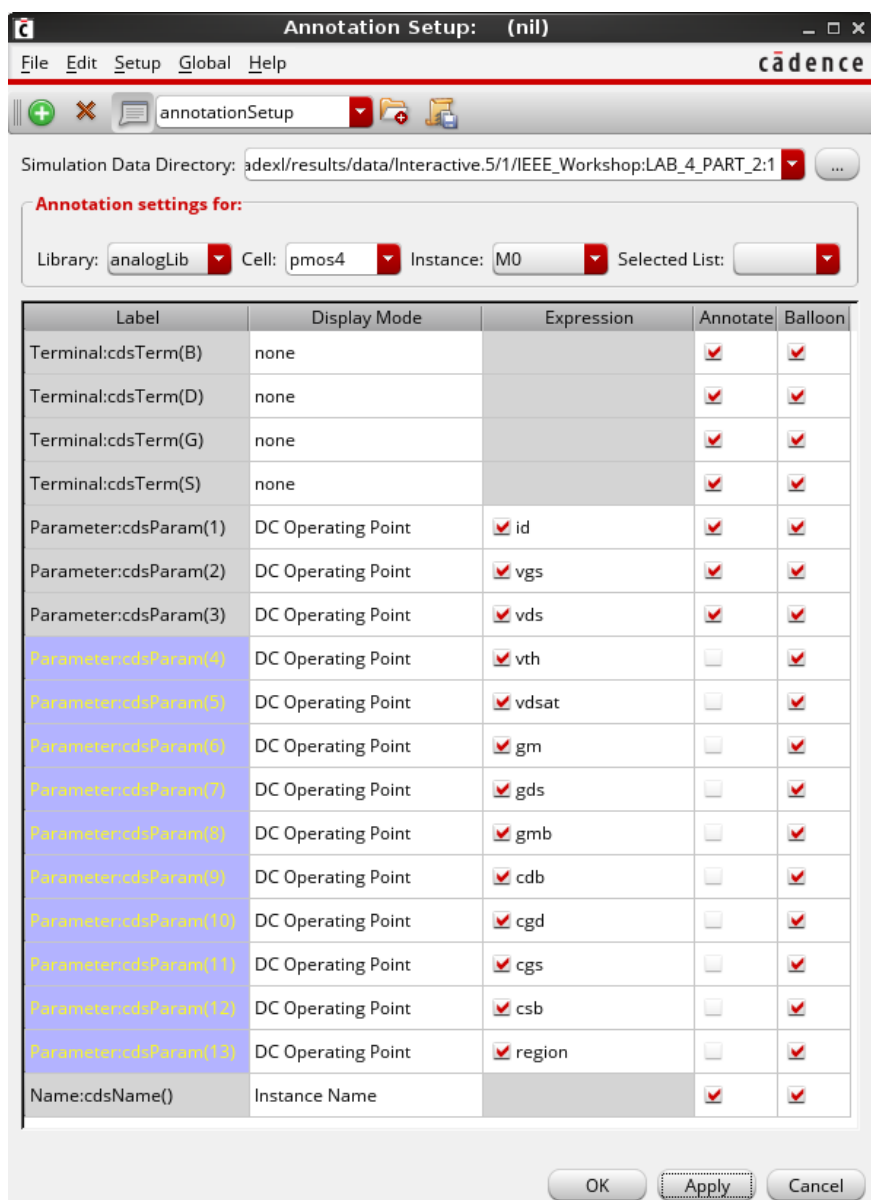 Annotation Setup: (nil)
File Edit Setup Global Help
cādence
annotationSetup
Simulation Data Directory: adexl/results/data/Interactive.5/1/IEEE_Workshop:LAB_4_PART_2:1 ...
Annotation settings for:
Library: analogLib Cell: pmos4 Instance: M0 Selected List:
Label Display Mode Expression Annotate Balloon
Terminal:cdsTerm(B) none
Terminal:cdsTerm(D) none
Terminal:cdsTerm(G) none
Terminal:cdsTerm(S) none
Parameter:cdsParam(1) DC Operating Point id
Parameter:cdsParam(2) DC Operating Point vgs
Parameter:cdsParam(3) DC Operating Point vds
Parameter:cdsParam(4) DC Operating Point vth
Parameter:cdsParam(5) DC Operating Point vdsat
Parameter:cdsParam(6) DC Operating Point gm
Parameter:cdsParam(7) DC Operating Point gds
Parameter:cdsParam(8) DC Operating Point gmb
Parameter:cdsParam(9) DC Operating Point cdb
Parameter:cdsParam(10) DC Operating Point cgd
Parameter:cdsParam(11) DC Operating Point cgs
Parameter:cdsParam(12) DC Operating Point csb
Parameter:cdsParam(13) DC Operating Point region
Name:cdsName() Instance Name
OK Apply Cancel